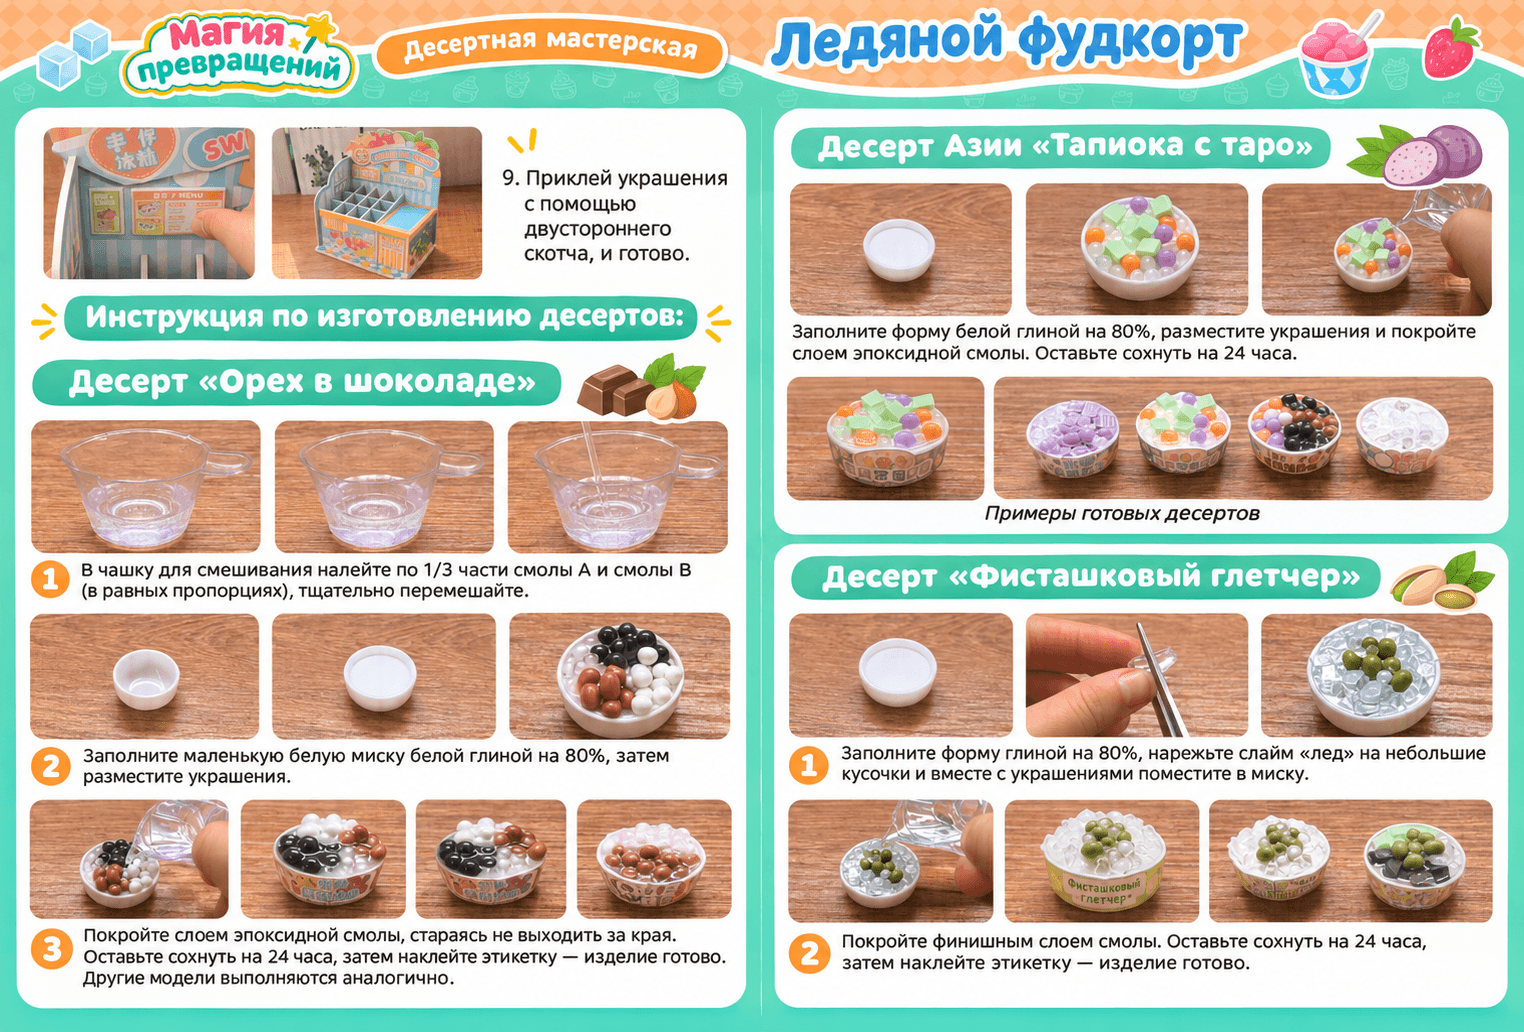 Магия
превращений
Десертная мастерская
Ледяной фудкорт
SW
MENU
9. Приклей украшения
с помощью
двустороннего
скотча, и готово.
Инструкция по изготовлению десертов:
Десерт «Орех в шоколаде»
1
В чашку для смешивания налейте по 1/3 части смолы А и смолы В
(в равных пропорциях), тщательно перемешайте.
2
Заполните маленькую белую миску белой глиной на 80%, затем
разместите украшения.
3
Покройте слоем эпоксидной смолы, стараясь не выходить за края.
Оставьте сохнуть на 24 часа, затем наклейте этикетку — изделие готово.
Другие модели выполняются аналогично.
Десерт Азии «Тапиока с таро»
Заполните форму белой глиной на 80%, разместите украшения и покройте
слоем эпоксидной смолы. Оставьте сохнуть на 24 часа.
Примеры готовых десертов
Десерт «Фисташковый глетчер»
1
Заполните форму глиной на 80%, нарежьте слайм «лед» на небольшие
кусочки и вместе с украшениями поместите в миску.
Фисташковый
глетчер
2
Покройте финишным слоем смолы. Оставьте сохнуть на 24 часа,
затем наклейте этикетку — изделие готово.